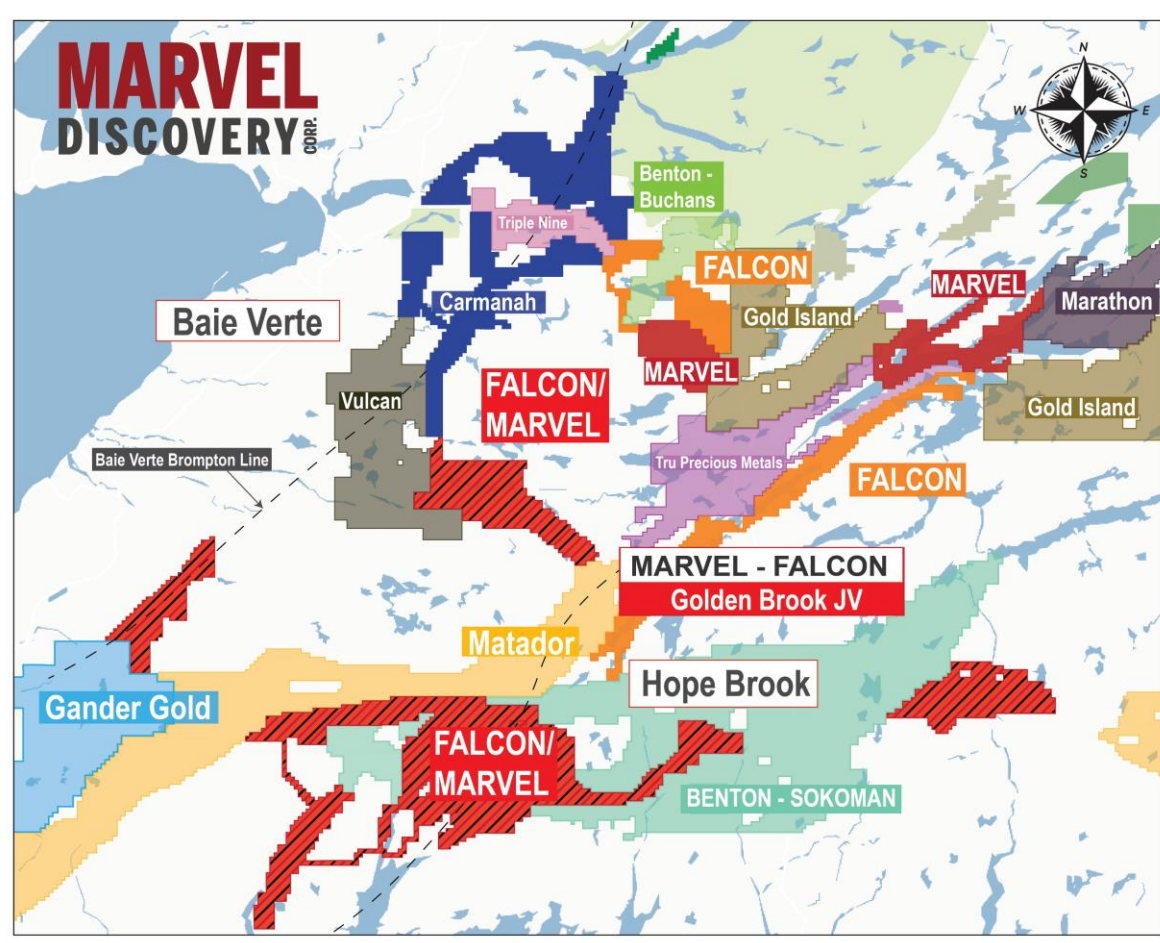 MARVEL
DISCOVERY CORP.
N
W
E
S
Benton -
Buchans
Triple Nine
FALCON
MARVEL
Carmanah
Marathon
Baie Verte
Gold Island
MARVEL
FALCON/
MARVEL
Vulcan
Gold Island
Baie Verte Brompton Line
Tru Precious Metals
FALCON
MARVEL - FALCON
Golden Brook JV
Matador
Hope Brook
Gander Gold
FALCON/
MARVEL
BENTON - SOKOMAN